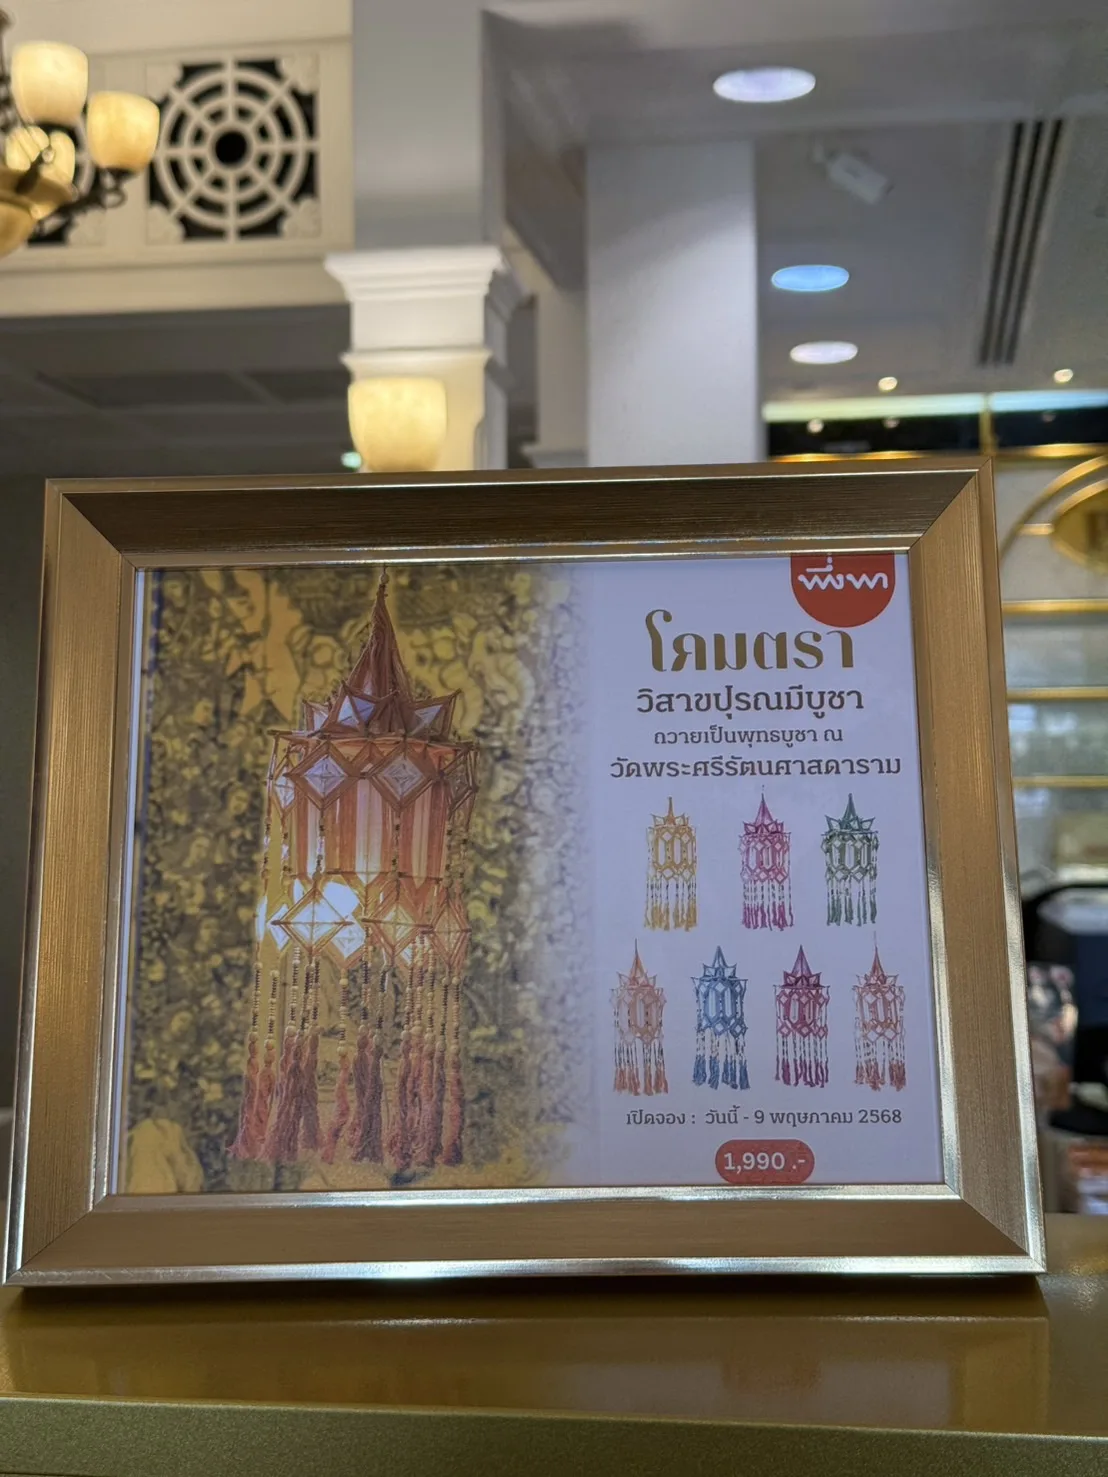 พึ่งพา
โคมตรา
วิสาขปุรณมีบูชา
ถวายเป็นพุทธบูชา ณ
วัดพระศรีรัตนศาสดาราม
เปิดจอง : วันนี้ - 9 พฤษภาคม 2568
1,990 .-